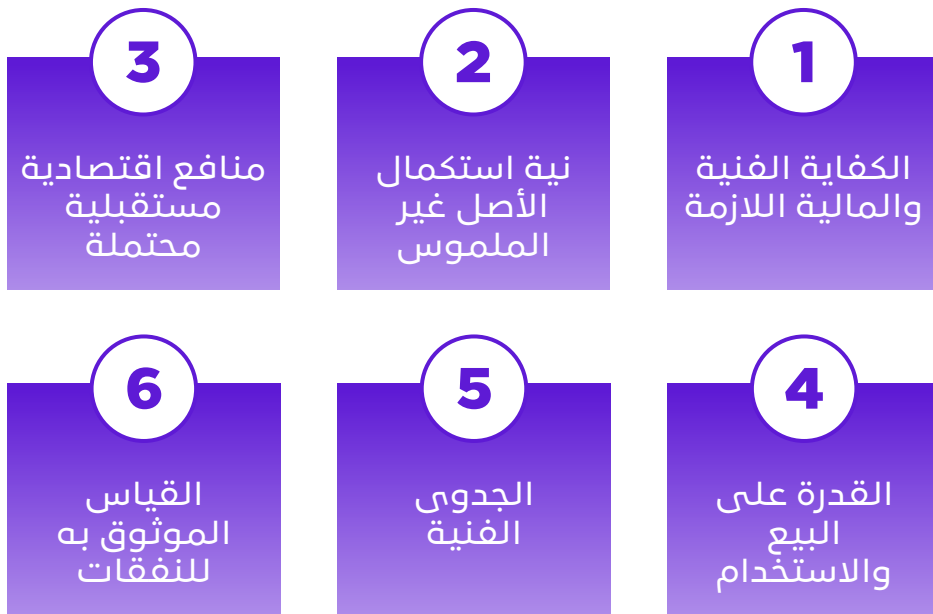 1
الكفاية الفنية
والمالية اللازمة
2
نية استكمال
الأصل غير
الملموس
3
منافع اقتصادية
مستقبلية
محتملة
4
القدرة على
البيع
والاستخدام
5
الجدوى
الفنية
6
القياس
الموثوق به
للنفقات